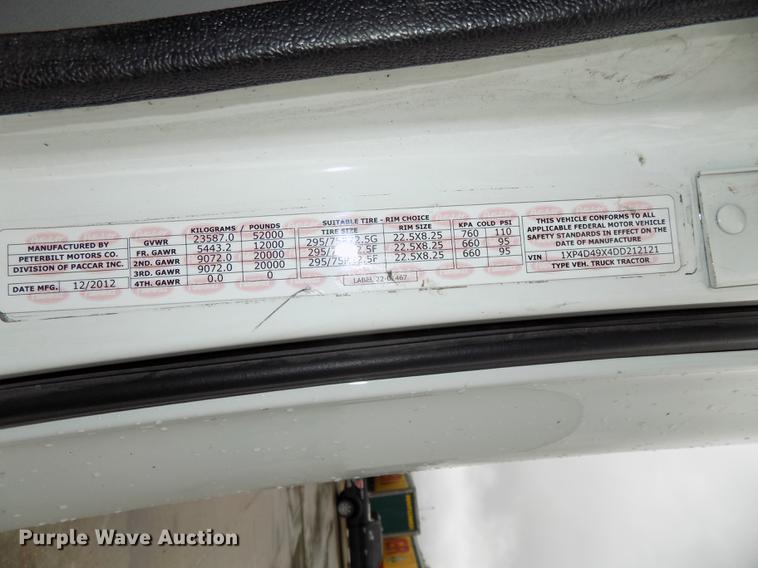 MANUFACTURED BY
PETERBILT MOTORS CO.
DIVISION OF PACCAR INC.
DATE MFG. 12/2012
KILOGRAMS / POUNDS
GVWR 23587.0 52000
FR. GAWR 5443.2 12000
2ND. GAWR 9072.0 20000
3RD. GAWR 9072.0 20000
4TH. GAWR 0.0 0
SUITABLE TIRE - RIM CHOICE
TIRE SIZE RIM SIZE KPA COLD PSI
22.5X8.25 760 110
22.5X8.25 660 95
22.5X8.25 660 95
THIS VEHICLE CONFORMS TO ALL
APPLICABLE FEDERAL MOTOR VEHICLE
SAFETY STANDARDS IN EFFECT ON THE
DATE OF MANUFACTURE
VIN 1XP4D49X4DD212121
TYPE VEH. TRUCK TRACTOR
Purple Wave Auction